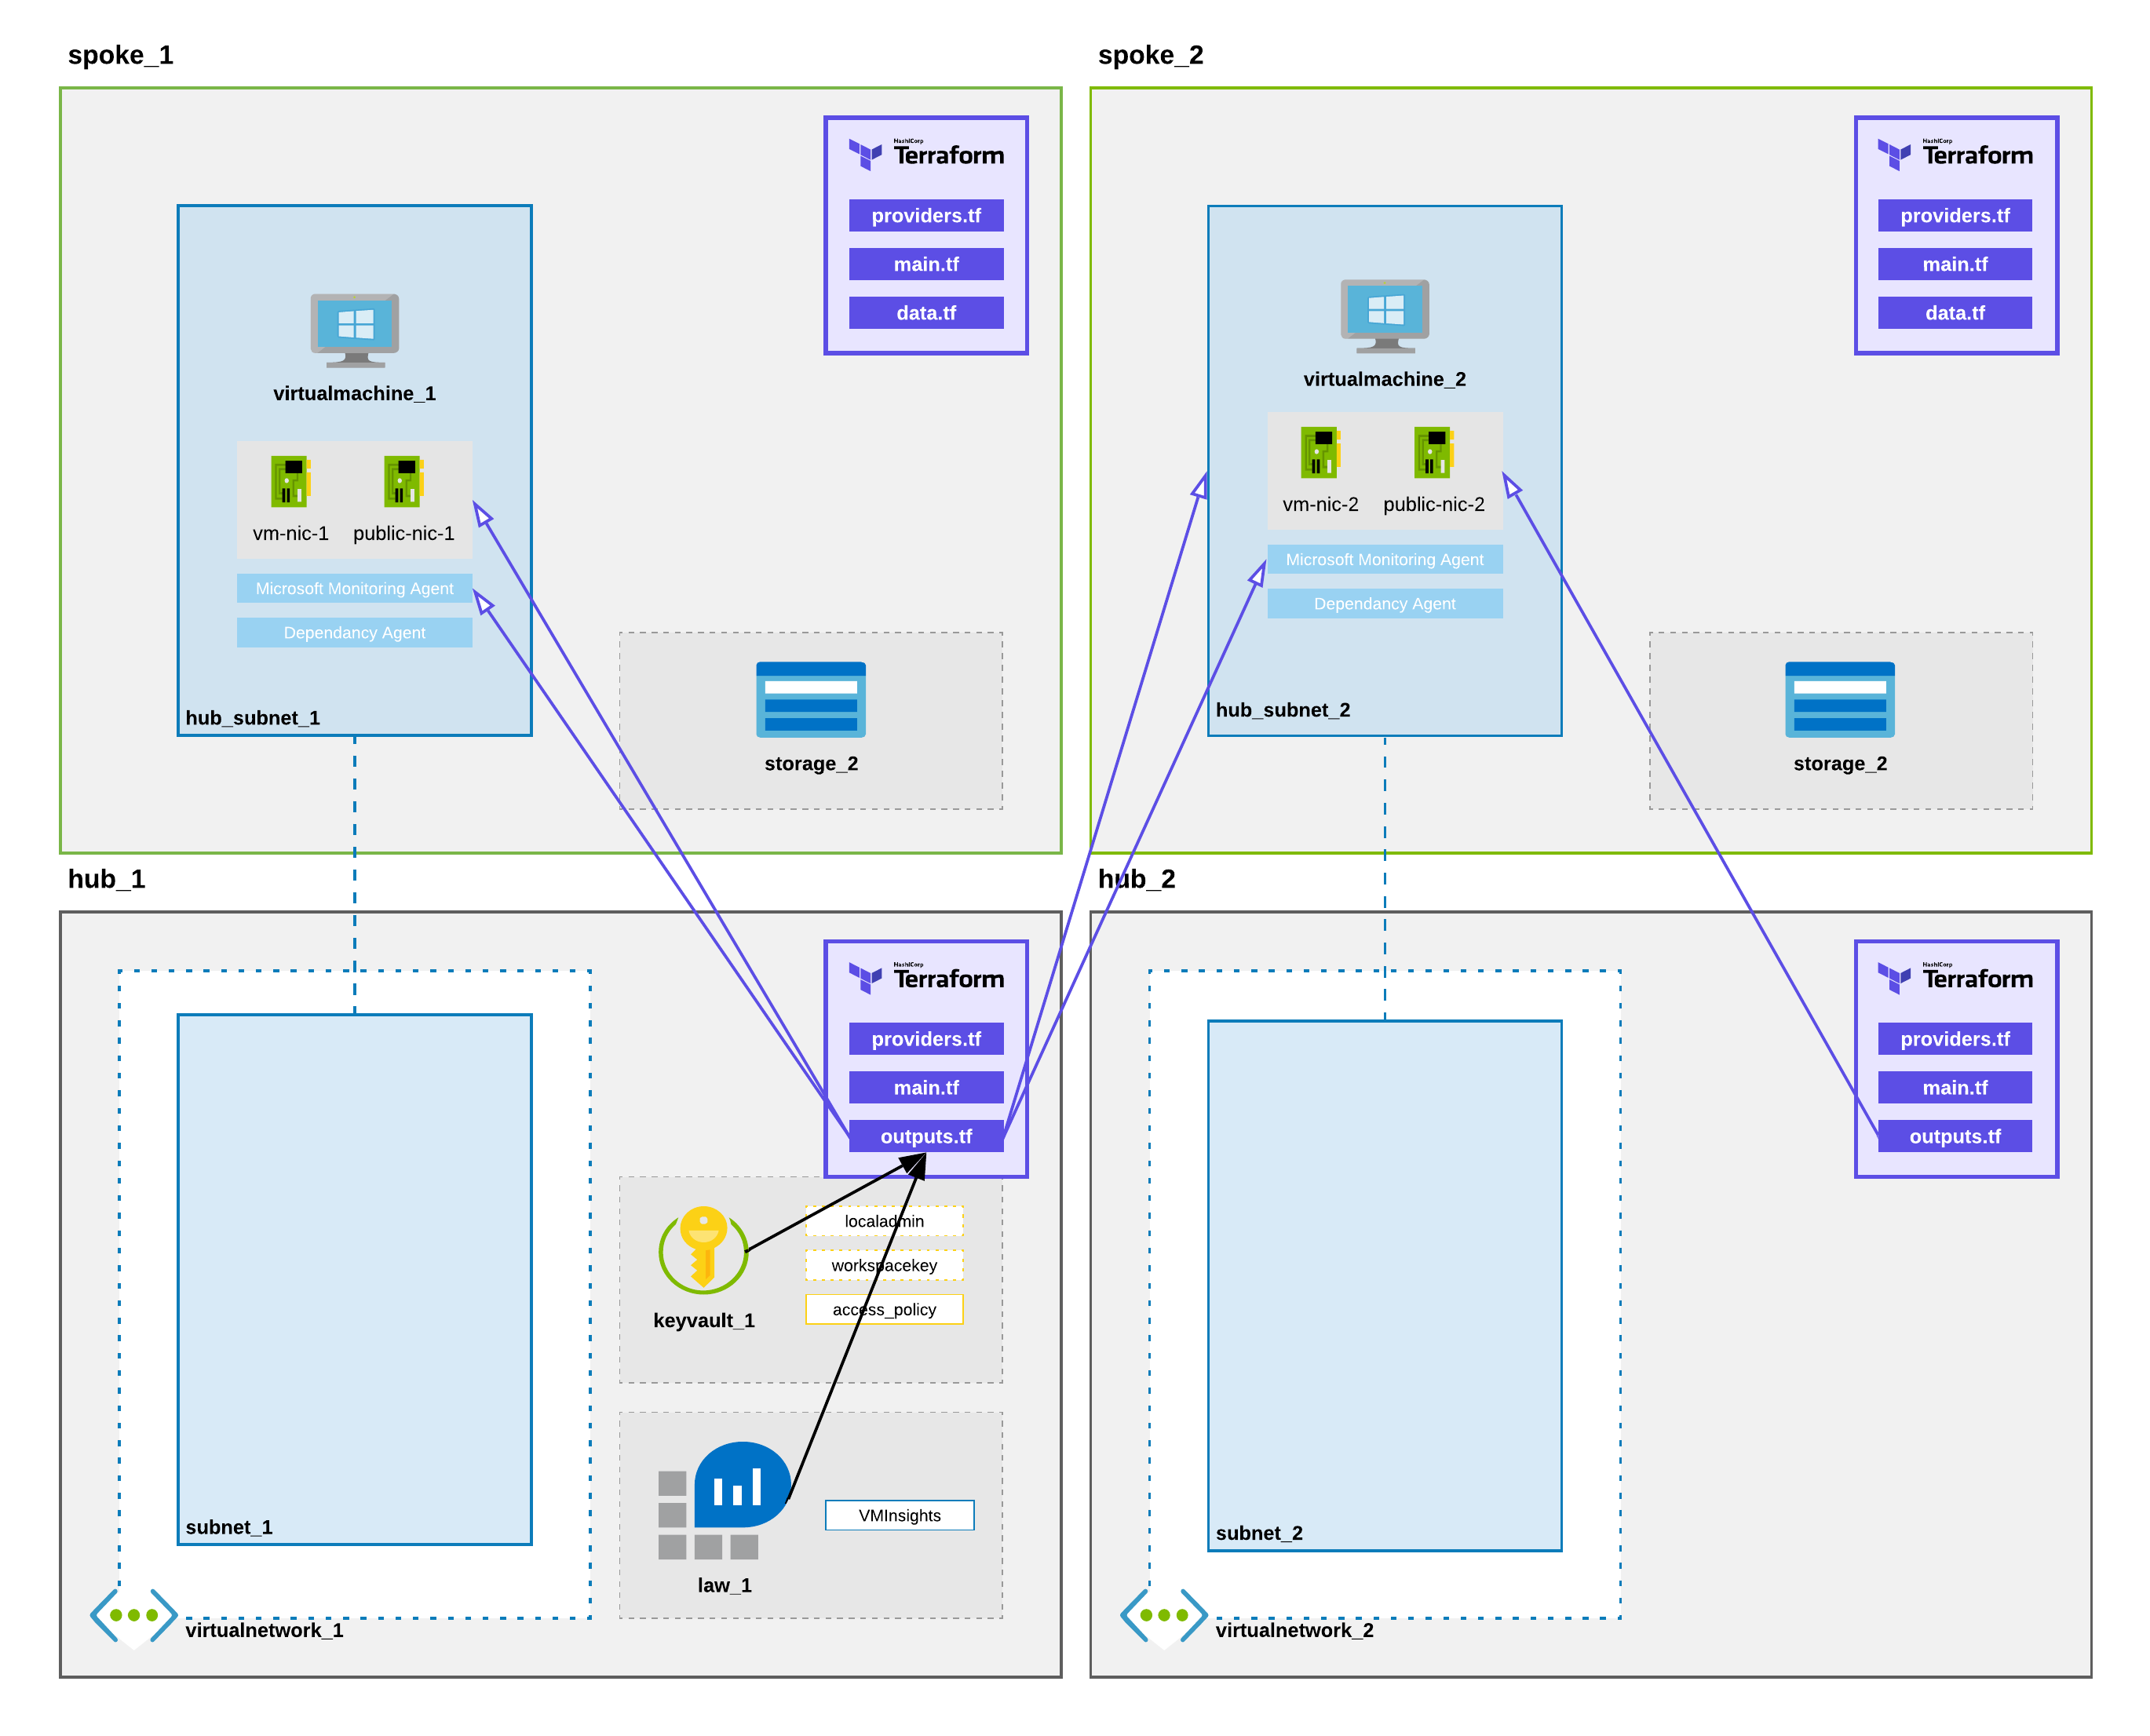 spoke_1
HashiCorp
Terraform
providers.tf
main.tf
data.tf
virtualmachine_1
vm-nic-1
public-nic-1
Microsoft Monitoring Agent
Dependancy Agent
hub_subnet_1
storage_2
spoke_2
HashiCorp
Terraform
providers.tf
main.tf
data.tf
virtualmachine_2
vm-nic-2
public-nic-2
Microsoft Monitoring Agent
Dependancy Agent
hub_subnet_2
storage_2
hub_1
HashiCorp
Terraform
providers.tf
main.tf
outputs.tf
localadmin
workspacekey
access_policy
keyvault_1
VMInsights
law_1
subnet_1
virtualnetwork_1
hub_2
HashiCorp
Terraform
providers.tf
main.tf
outputs.tf
subnet_2
virtualnetwork_2